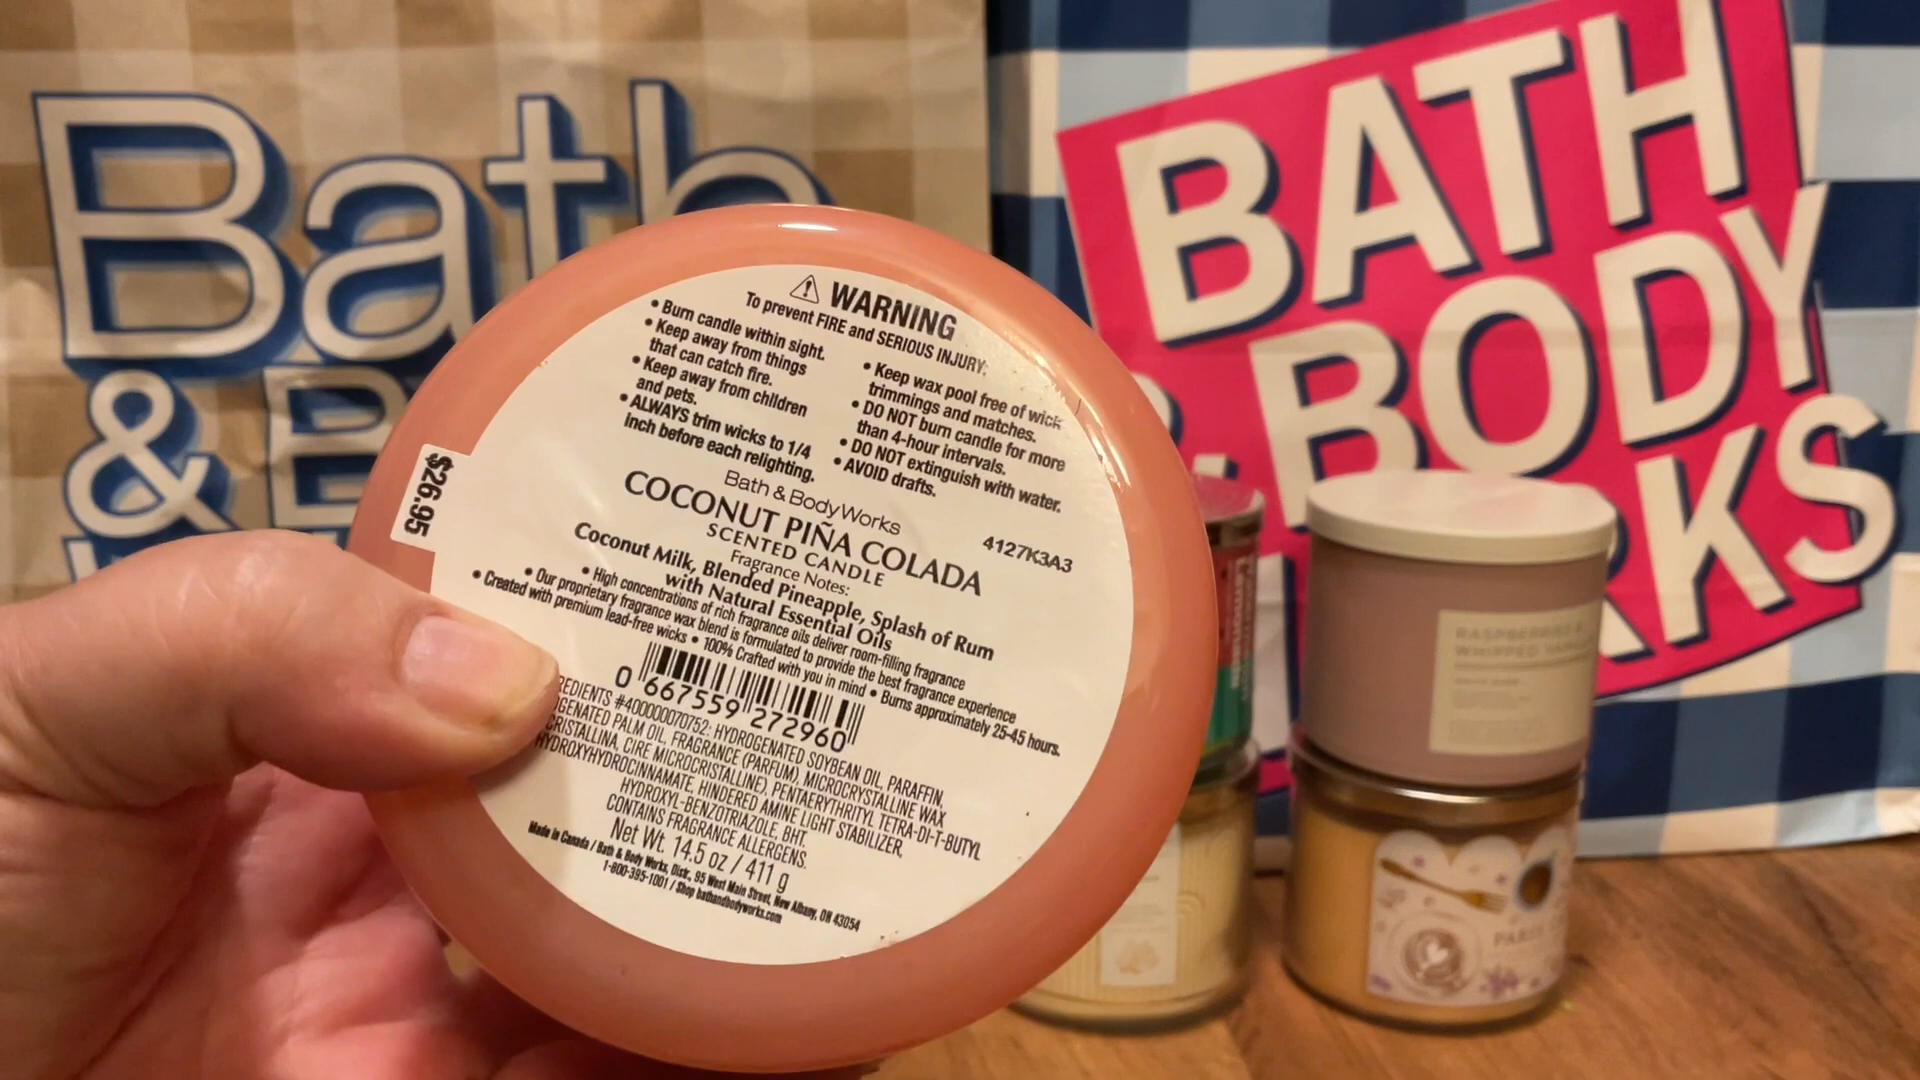 Bath
&
BATH
& BODY
RKS
WARNING
To prevent FIRE and SERIOUS INJURY:
• Burn candle within sight.
• Keep away from things
that can catch fire.
• Keep away from children
and pets.
• ALWAYS trim wicks to 1/4
inch before each relighting.
• Keep wax pool free of wick
trimmings and matches.
• DO NOT burn candle for more
than 4-hour intervals.
• DO NOT extinguish with water.
• AVOID drafts.
$26.95
Bath & Body Works
COCONUT PIÑA COLADA
SCENTED CANDLE
4127K3A3
Fragrance Notes:
Coconut Milk, Blended Pineapple, Splash of Rum
with Natural Essential Oils
• High concentrations of rich fragrance oils deliver room-filling fragrance
• Our proprietary fragrance wax blend is formulated to provide the best fragrance experience
• Created with premium lead-free wicks • 100% Crafted with you in mind • Burns approximately 25-45 hours.
0 667559 272960
REDIENTS #400000070752: HYDROGENATED SOYBEAN OIL, PARAFFIN,
OGENATED PALM OIL, FRAGRANCE (PARFUM), MICROCRYSTALLINE WAX
CRISTALLINA, CIRE MICROCRISTALLINE), PENTAERYTHRITYL TETRA-DI-T-BUTYL
HYDROXYHYDROCINNAMATE, HINDERED AMINE LIGHT STABILIZER,
HYDROXYL-BENZOTRIAZOLE, BHT.
CONTAINS FRAGRANCE ALLERGENS.
Net Wt. 14.5 oz / 411 g
Made in Canada / Bath & Body Works, Distr., 95 West Main Street, New Albany, OH 43054
1-800-395-1001 / Shop bathandbodyworks.com
RASPBERRIES &
WHIPPED
PARIS